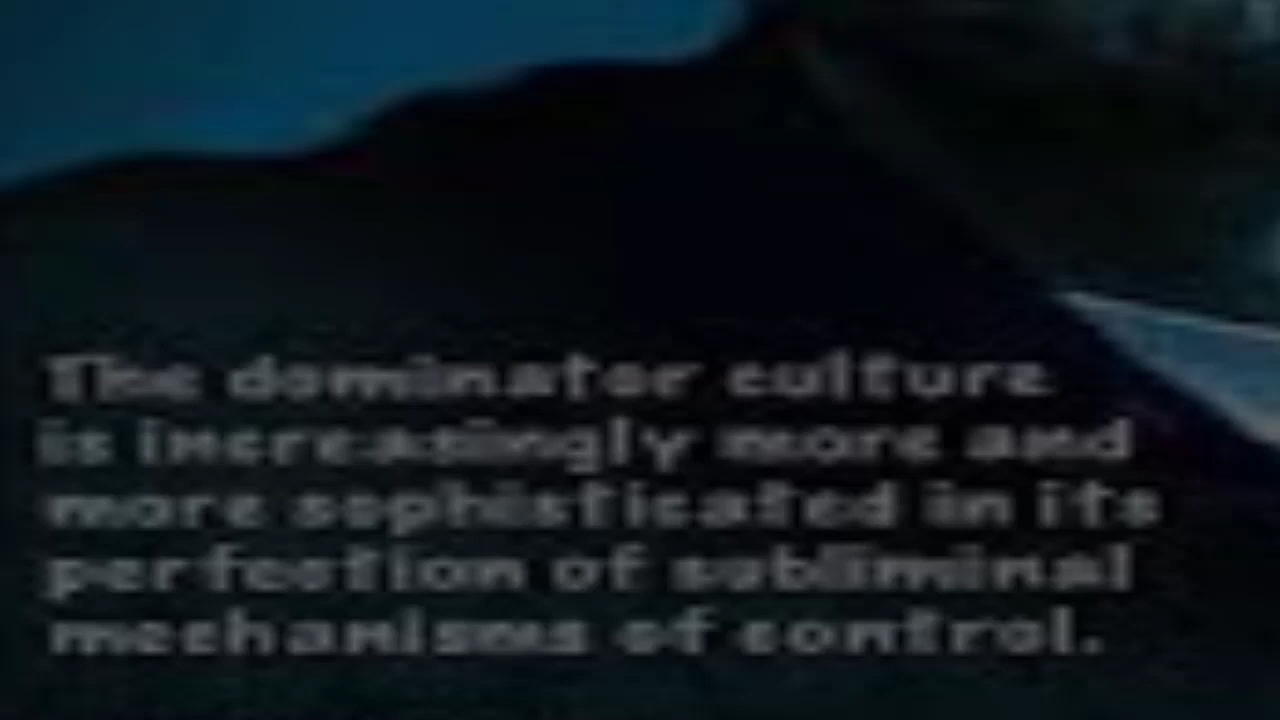 The dominator culture
is increasingly more and
more sophisticated in its
perfection of subliminal
mechanisms of control.